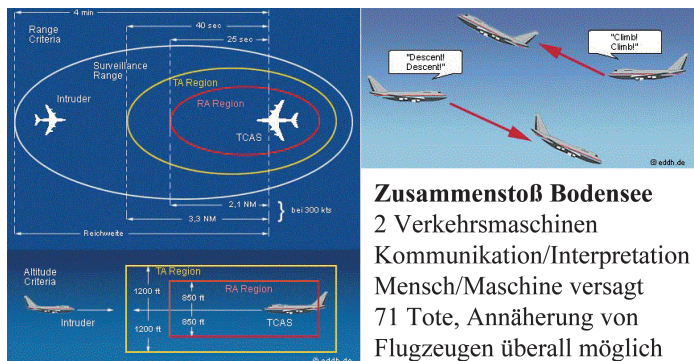 4 min
40 sec
25 sec
Range
Criteria
Surveillance
Range
TA Region
RA Region
Intruder
TCAS
2,1 NM
3,3 NM
bei 300 kts
Reichweite
Altitude
Criteria
TA Region
RA Region
1200 ft
850 ft
Intruder
TCAS
1200 ft
850 ft
© eddh.de
"Climb!
Climb!"
"Descent!
Descent!"
© eddh.de
Zusammenstoß Bodensee
2 Verkehrsmaschinen
Kommunikation/Interpretation
Mensch/Maschine versagt
71 Tote, Annäherung von
Flugzeugen überall möglich